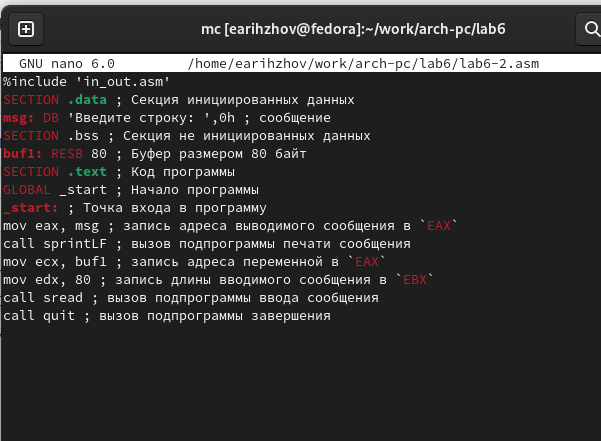 mc [earihzhov@fedora]:~/work/arch-pc/lab6
GNU nano 6.0 /home/earihzhov/work/arch-pc/lab6/lab6-2.asm
%include 'in_out.asm'
SECTION .data ; Секция инициированных данных
msg: DB 'Введите строку: ',0h ; сообщение
SECTION .bss ; Секция не инициированных данных
buf1: RESB 80 ; Буфер размером 80 байт
SECTION .text ; Код программы
GLOBAL _start ; Начало программы
_start: ; Точка входа в программу
mov eax, msg ; запись адреса выводимого сообщения в `EAX`
call sprintLF ; вызов подпрограммы печати сообщения
mov ecx, buf1 ; запись адреса переменной в `EAX`
mov edx, 80 ; запись длины вводимого сообщения в `EBX`
call sread ; вызов подпрограммы ввода сообщения
call quit ; вызов подпрограммы завершения